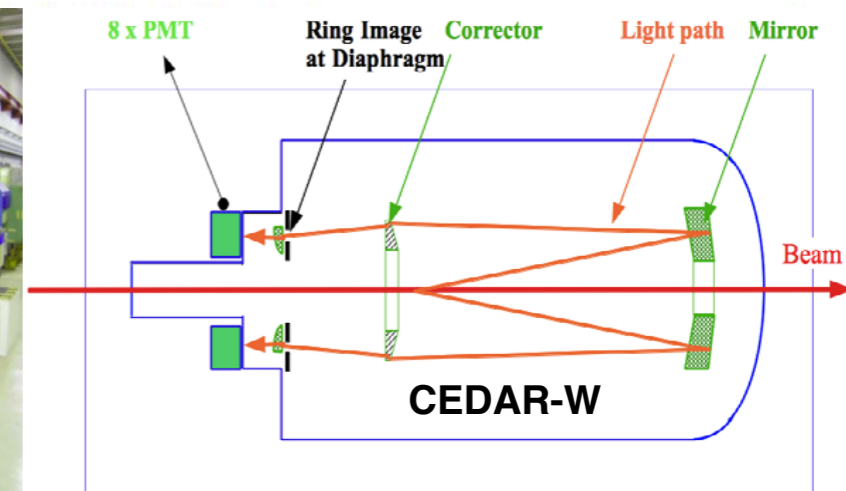 8 x PMT
Ring Image Corrector Light path Mirror
at Diaphragm
Beam
CEDAR-W